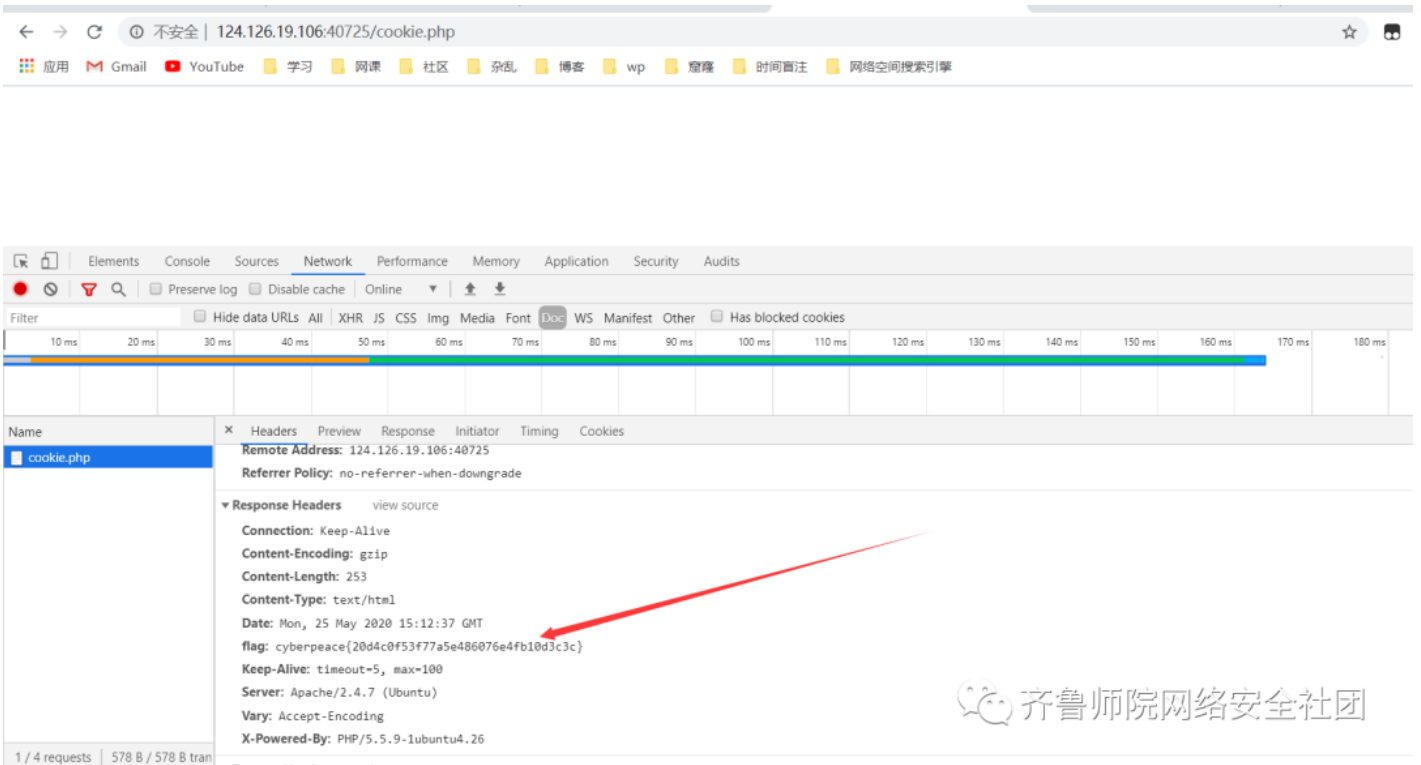 不安全 | 124.126.19.106:40725/cookie.php
应用 Gmail YouTube 学习 网课 社区 杂乱 博客 wp 窟窿 时间盲注 网络空间搜索引擎
Elements Console Sources Network Performance Memory Application Security Audits
Preserve log Disable cache Online
Filter Hide data URLs All XHR JS CSS Img Media Font Doc WS Manifest Other Has blocked cookies
10 ms 20 ms 30 ms 40 ms 50 ms 60 ms 70 ms 80 ms 90 ms 100 ms 110 ms 120 ms 130 ms 140 ms 150 ms 160 ms 170 ms 180 ms
Name × Headers Preview Response Initiator Timing Cookies
cookie.php
Remote Address: 124.126.19.106:40725
Referrer Policy: no-referrer-when-downgrade
Response Headers view source
Connection: Keep-Alive
Content-Encoding: gzip
Content-Length: 253
Content-Type: text/html
Date: Mon, 25 May 2020 15:12:37 GMT
flag: cyberpeace{20d4c0f53f77a5e486076e4fb10d3c3c}
Keep-Alive: timeout=5, max=100
Server: Apache/2.4.7 (Ubuntu)
Vary: Accept-Encoding
X-Powered-By: PHP/5.5.9-1ubuntu4.26
齐鲁师院网络安全社团
1 / 4 requests 578 B / 578 B tran